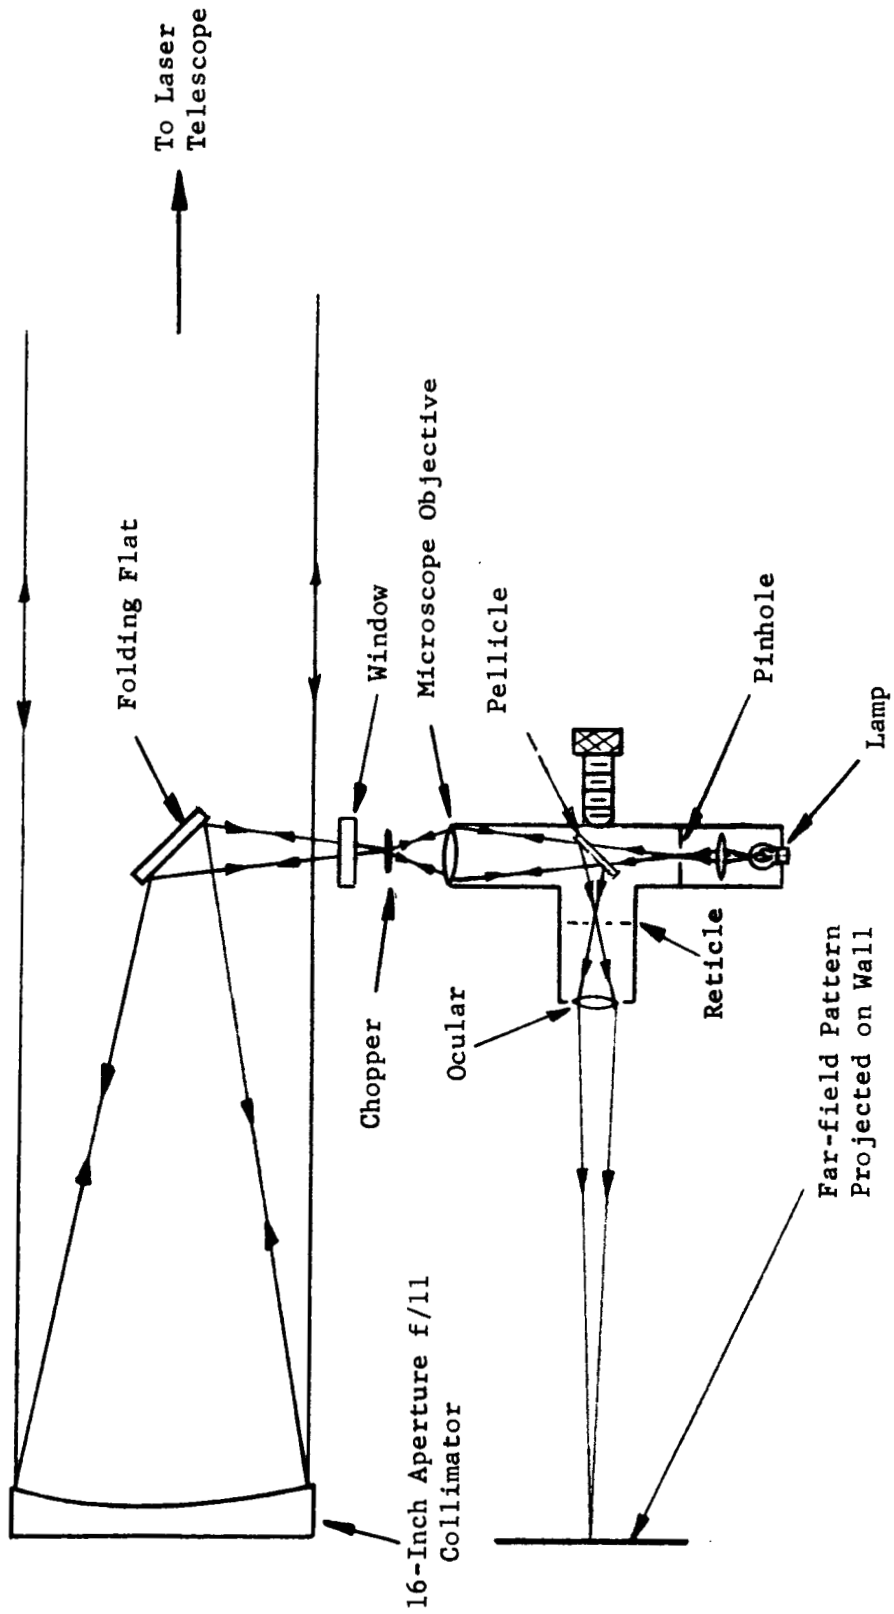 To Laser
Telescope
Folding Flat
Window
Microscope Objective
Pellicle
Pinhole
Lamp
Chopper
Ocular
Reticle
16-Inch Aperture f/11
Collimator
Far-field Pattern
Projected on Wall